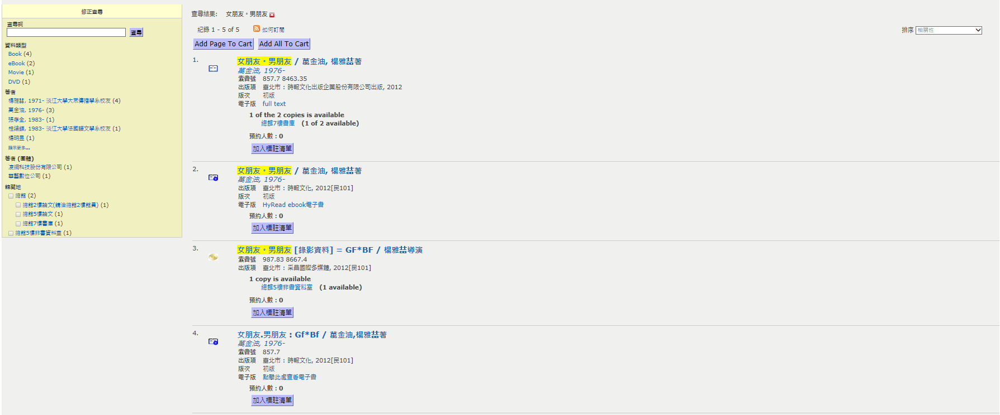 修正查尋
查尋詞
查尋
資料類型
Book (4)
eBook (2)
Movie (1)
DVD (1)
著者
楊雅喆, 1971- 淡江大學大眾傳播學系校友 (4)
萬金油, 1976- (3)
張孝全, 1983- (1)
桂綸鎂, 1983- 淡江大學法國語文學系校友 (1)
楊明昱 (1)
顯示更多...
著者 (團體)
凌網科技股份有限公司 (1)
華藝數位公司 (1)
館藏地
總館 (2)
總館2樓論文(請洽總館2樓館員) (1)
總館5樓論文 (1)
總館7樓書庫 (1)
總館5樓非書資料室 (1)
查尋結果: 女朋友。男朋友
紀錄 1 - 5 of 5 如何訂閱
排序 相關性
Add Page To Cart Add All To Cart
1. 女朋友。男朋友 / 萬金油, 楊雅喆著
萬金油, 1976-
索書號 857.7 8463.35
出版項 臺北市 : 時報文化出版企業股份有限公司出版, 2012
版次 初版
電子版 full text
1 of the 2 copies is available
總館7樓書庫 (1 of 2 available)
預約人數 : 0
加入標註清單
2. 女朋友。男朋友 / 萬金油, 楊雅喆著
萬金油, 1976-
出版項 臺北市 : 時報文化, 2012[民101]
版次 初版
電子版 HyRead ebook電子書
預約人數 : 0
加入標註清單
3. 女朋友。男朋友 [錄影資料] = GF*BF / 楊雅喆導演
索書號 987.83 8667.4
出版項 臺北市 : 采昌國際多媒體, 2012[民101]
1 copy is available
總館5樓非書資料室 (1 available)
預約人數 : 0
加入標註清單
4. 女朋友.男朋友 : Gf*Bf / 萬金油,楊雅喆著
萬金油, 1976-
索書號 857.7
出版項 臺北市 : 時報文化, 2012[民101]
版次 初版
電子版 點擊此處查看電子書
預約人數 : 0
加入標註清單